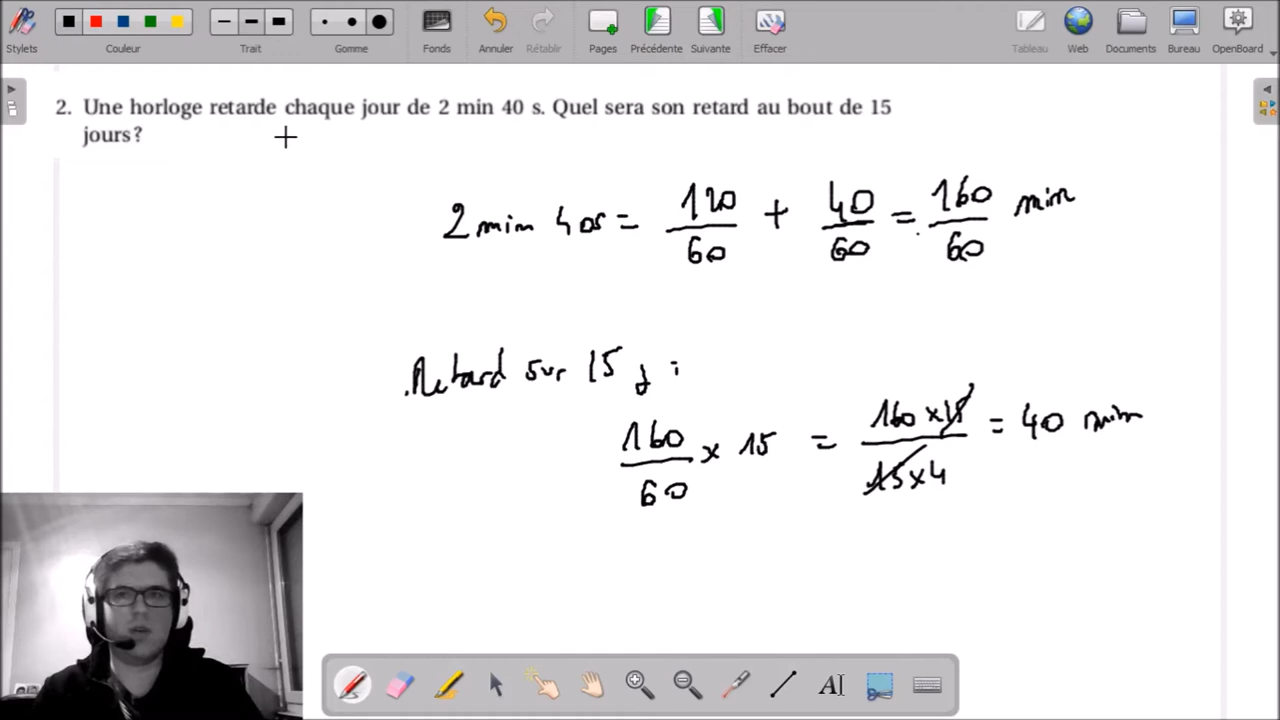 Stylets Couleur Trait Gomme Fonds Annuler Rétablir Pages Précédente Suivante Effacer Tableau Web Documents Bureau OpenBoard
2. Une horloge retarde chaque jour de 2 min 40 s. Quel sera son retard au bout de 15
jours?
2 min 40s = 120/60 + 40/60 = 160/60 min
Retard sur 15 j :
160/60 x 15 = 160 x 15/15 x 4 = 40 min
AI